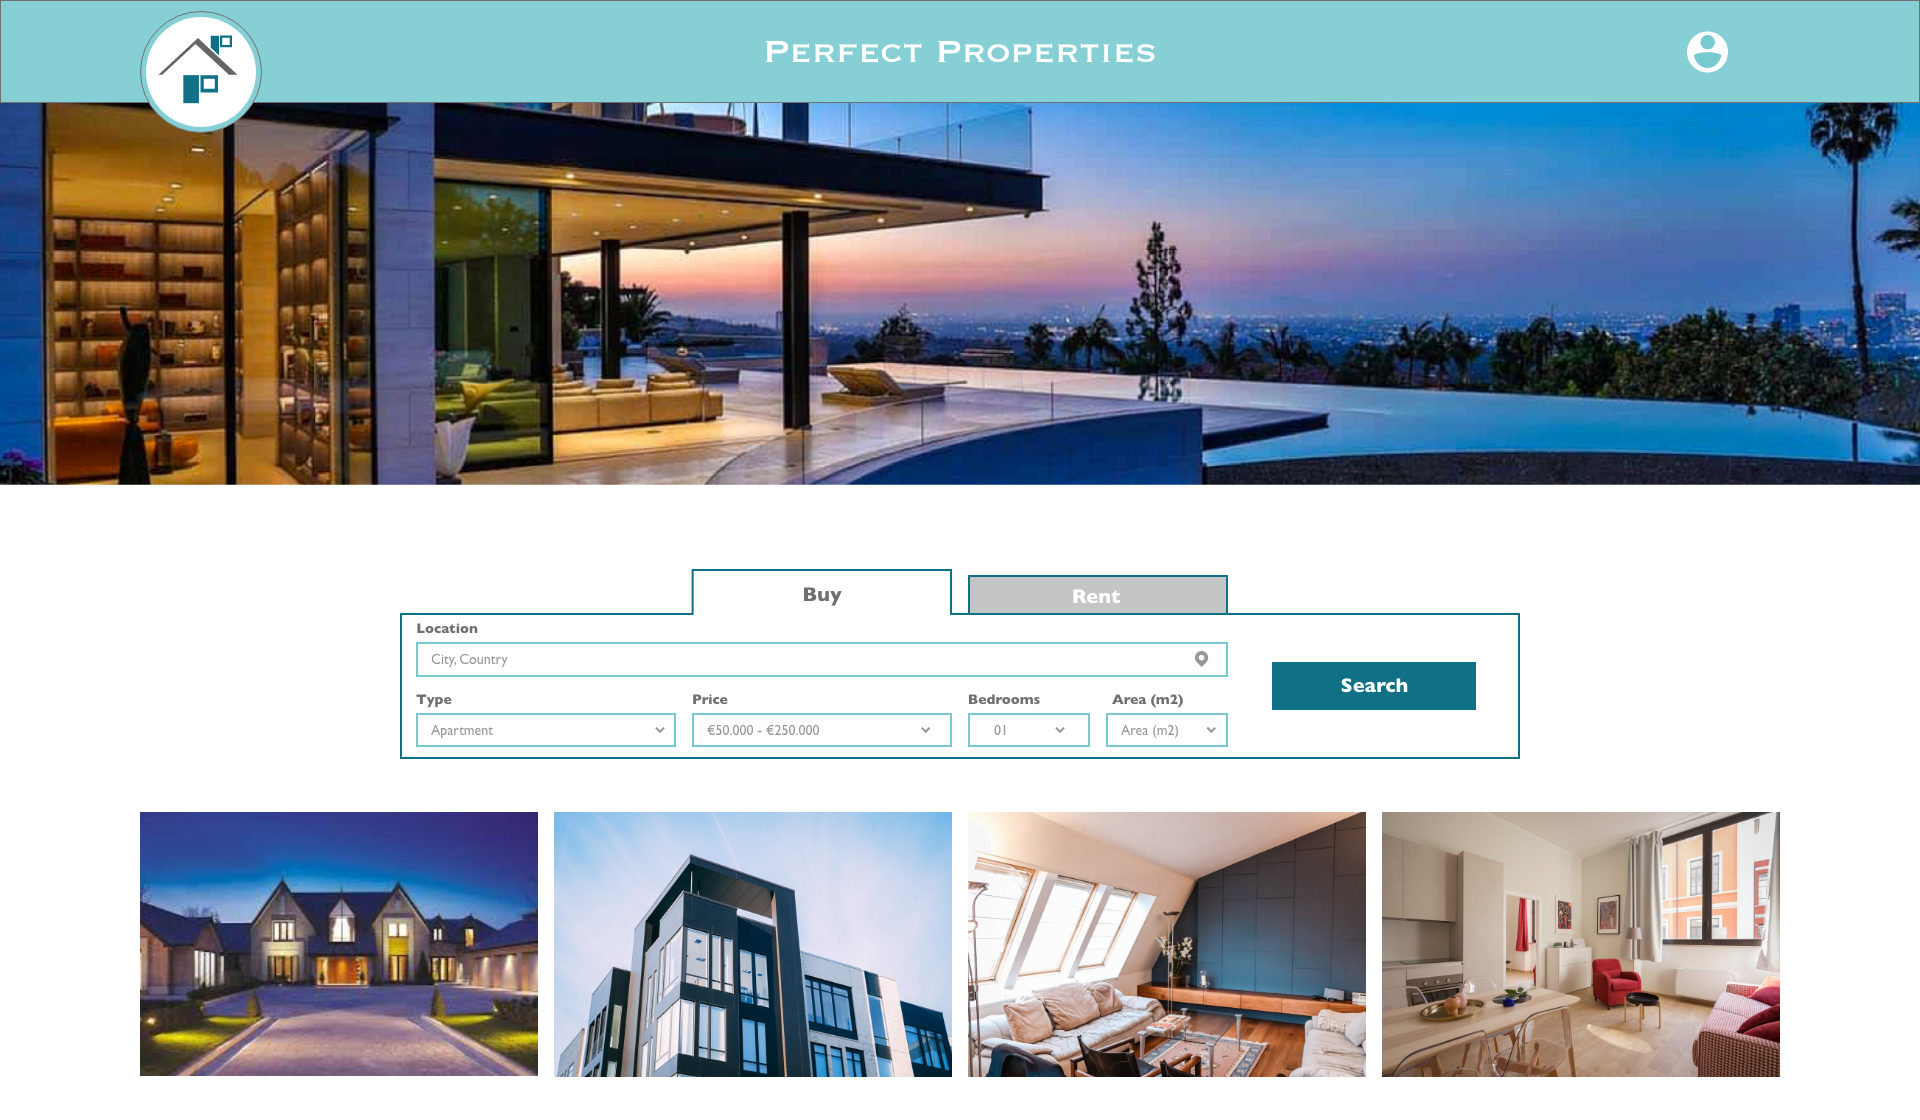 Perfect Properties
Buy
Rent
Location
City, Country
Type
Price
Bedrooms
Area (m2)
Apartment
€50.000 - €250.000
01
Area (m2)
Search